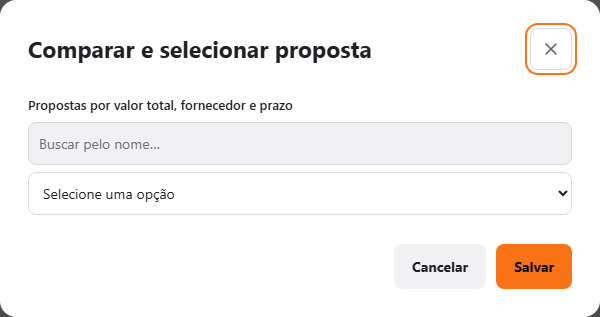 Comparar e selecionar proposta
Propostas por valor total, fornecedor e prazo
Buscar pelo nome...
Selecione uma opção
Cancelar
Salvar